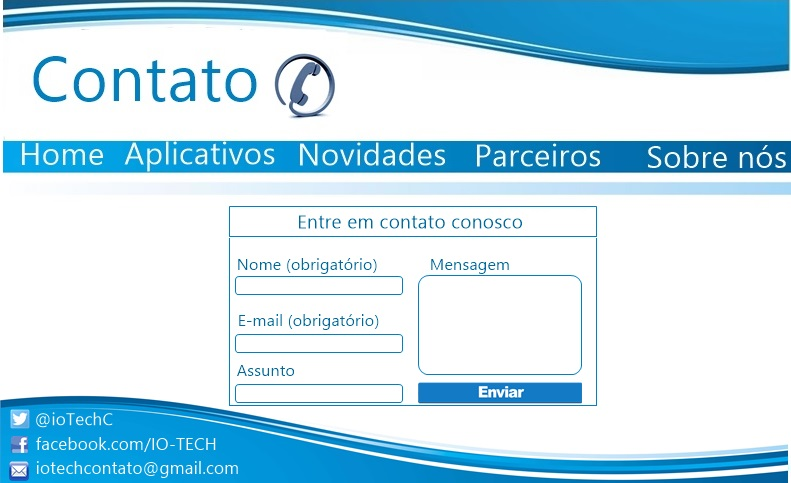 Contato
Home Aplicativos Novidades Parceiros Sobre nós
Entre em contato conosco
Nome (obrigatório)
Mensagem
E-mail (obrigatório)
Assunto
Enviar
@ioTechC
facebook.com/IO-TECH
iotechcontato@gmail.com